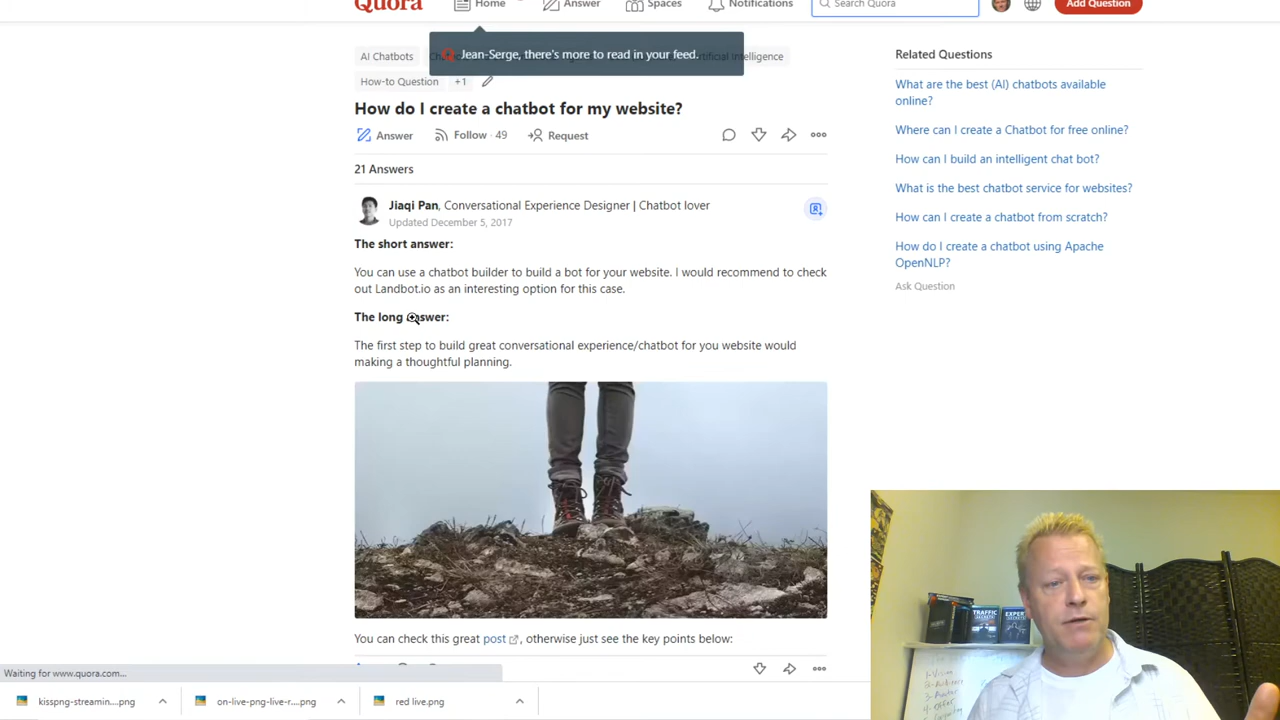 Quora
Home
Answer
Spaces
Notifications
Search Quora
Add Question
Jean-Serge, there's more to read in your feed.
AI Chatbots
How-to Question
+1
How do I create a chatbot for my website?
Answer
Follow · 49
Request
21 Answers
Jiaqi Pan, Conversational Experience Designer | Chatbot lover
Updated December 5, 2017
The short answer:
You can use a chatbot builder to build a bot for your website. I would recommend to check
out Landbot.io as an interesting option for this case.
The long answer:
The first step to build great conversational experience/chatbot for you website would
making a thoughtful planning.
You can check this great post, otherwise just see the key points below:
Related Questions
What are the best (AI) chatbots available
online?
Where can I create a Chatbot for free online?
How can I build an intelligent chat bot?
What is the best chatbot service for websites?
How can I create a chatbot from scratch?
How do I create a chatbot using Apache
OpenNLP?
Ask Question
TRAFFIC
SECRETS
EXPERT
SECRETS
1-Vision
Waiting for www.quora.com...
kisspng-streamin....png
on-live-png-live-r....png
red live.png